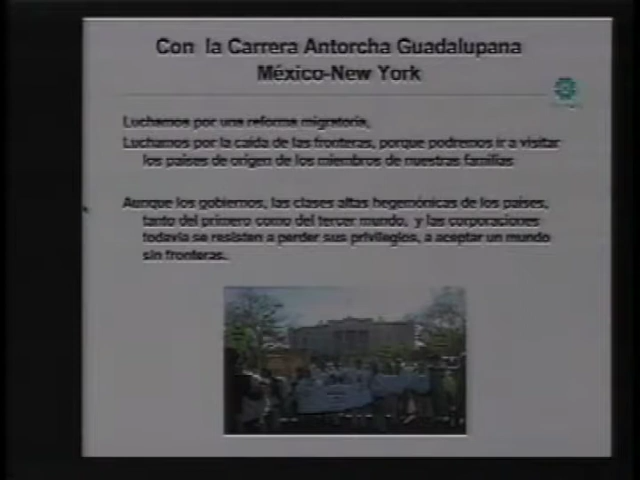 Con la Carrera Antorcha Guadalupana
México-New York
Luchamos por una reforma migratoria,
Luchamos por la caída de las fronteras, porque podremos ir a visitar
los países de origen de los miembros de nuestras familias
Aunque los gobiernos, las clases altas hegemónicas de los países,
tanto del primero como del tercer mundo, y las corporaciones
todavía se resisten a perder sus privilegios, a aceptar un mundo
sin fronteras.